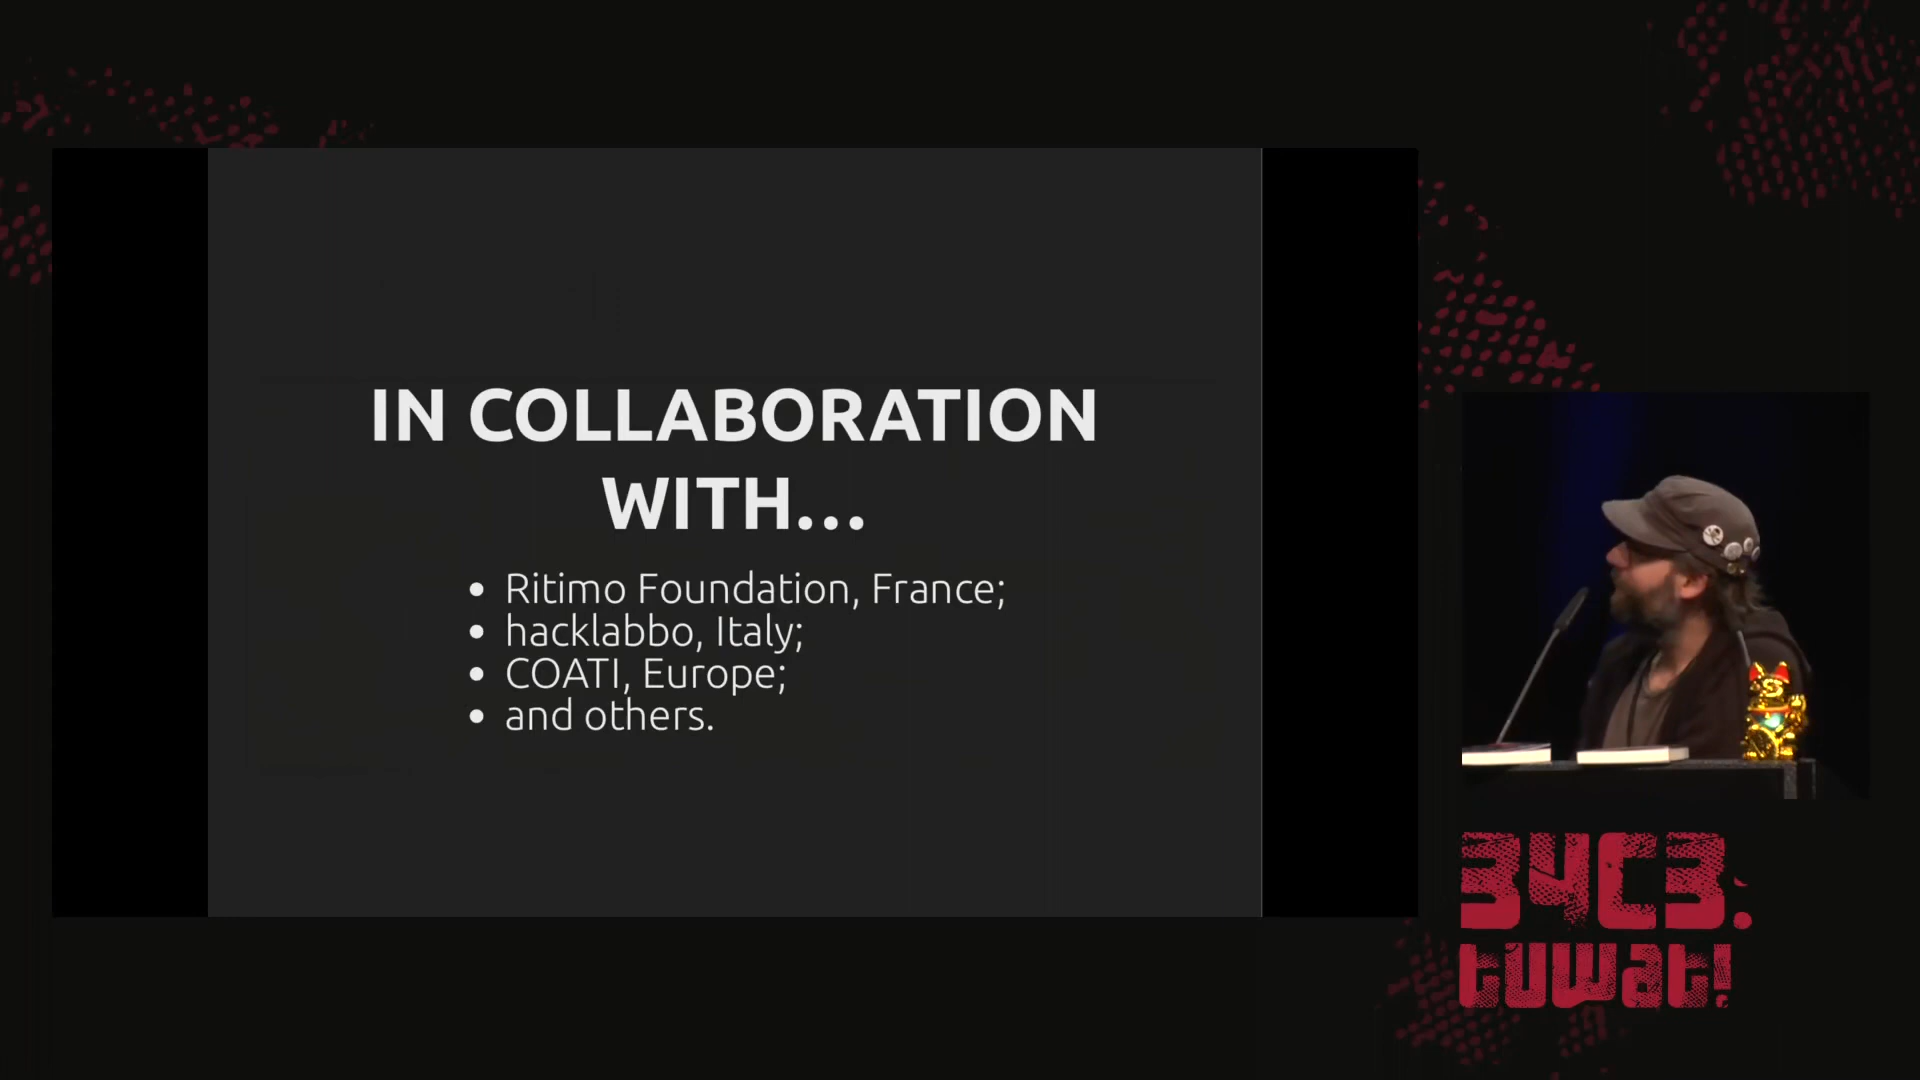 IN COLLABORATION
WITH...
• Ritimo Foundation, France;
• hacklabbo, Italy;
• COATI, Europe;
• and others.
34C3.
tuwat!